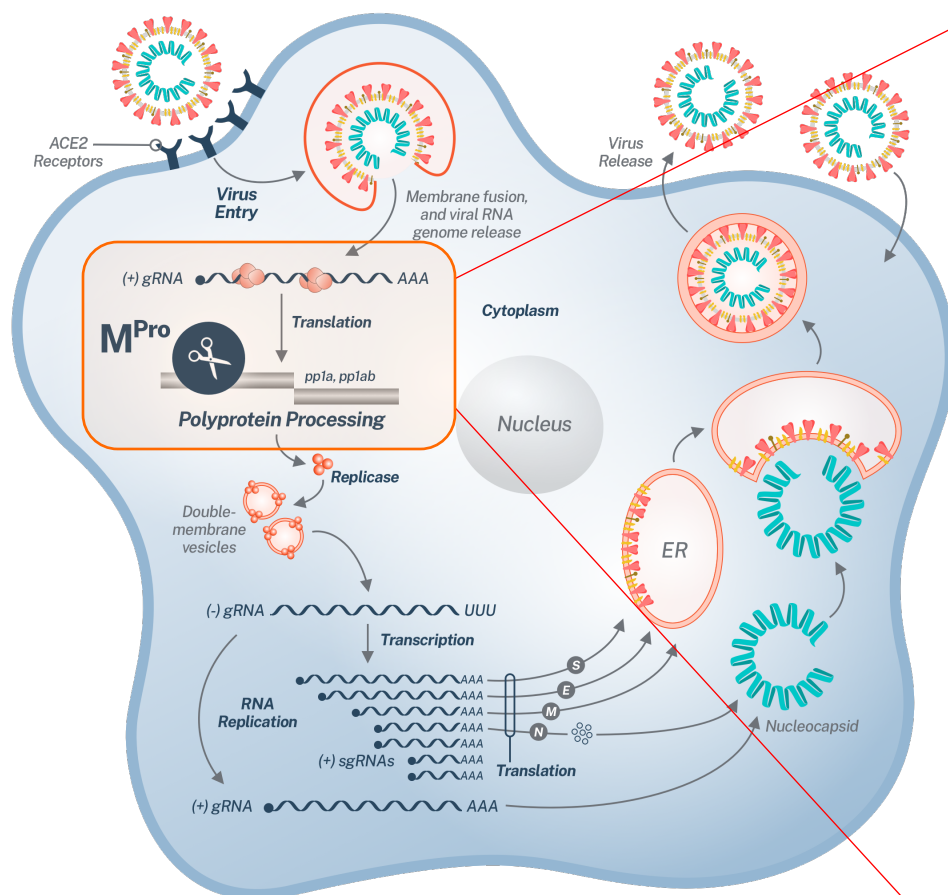 ACE2
Receptors
Virus
Entry
Membrane fusion,
and viral RNA
genome release
Virus
Release
(+) gRNA
AAA
Translation
Cytoplasm
MPro
pp1a, pp1ab
Polyprotein Processing
Nucleus
Replicase
Double-
membrane
vesicles
ER
(-) gRNA
UUU
Transcription
RNA
Replication
AAA
AAA
AAA
AAA
AAA
AAA
AAA
S
E
M
N
(+) sgRNAs
Translation
Nucleocapsid
(+) gRNA
AAA